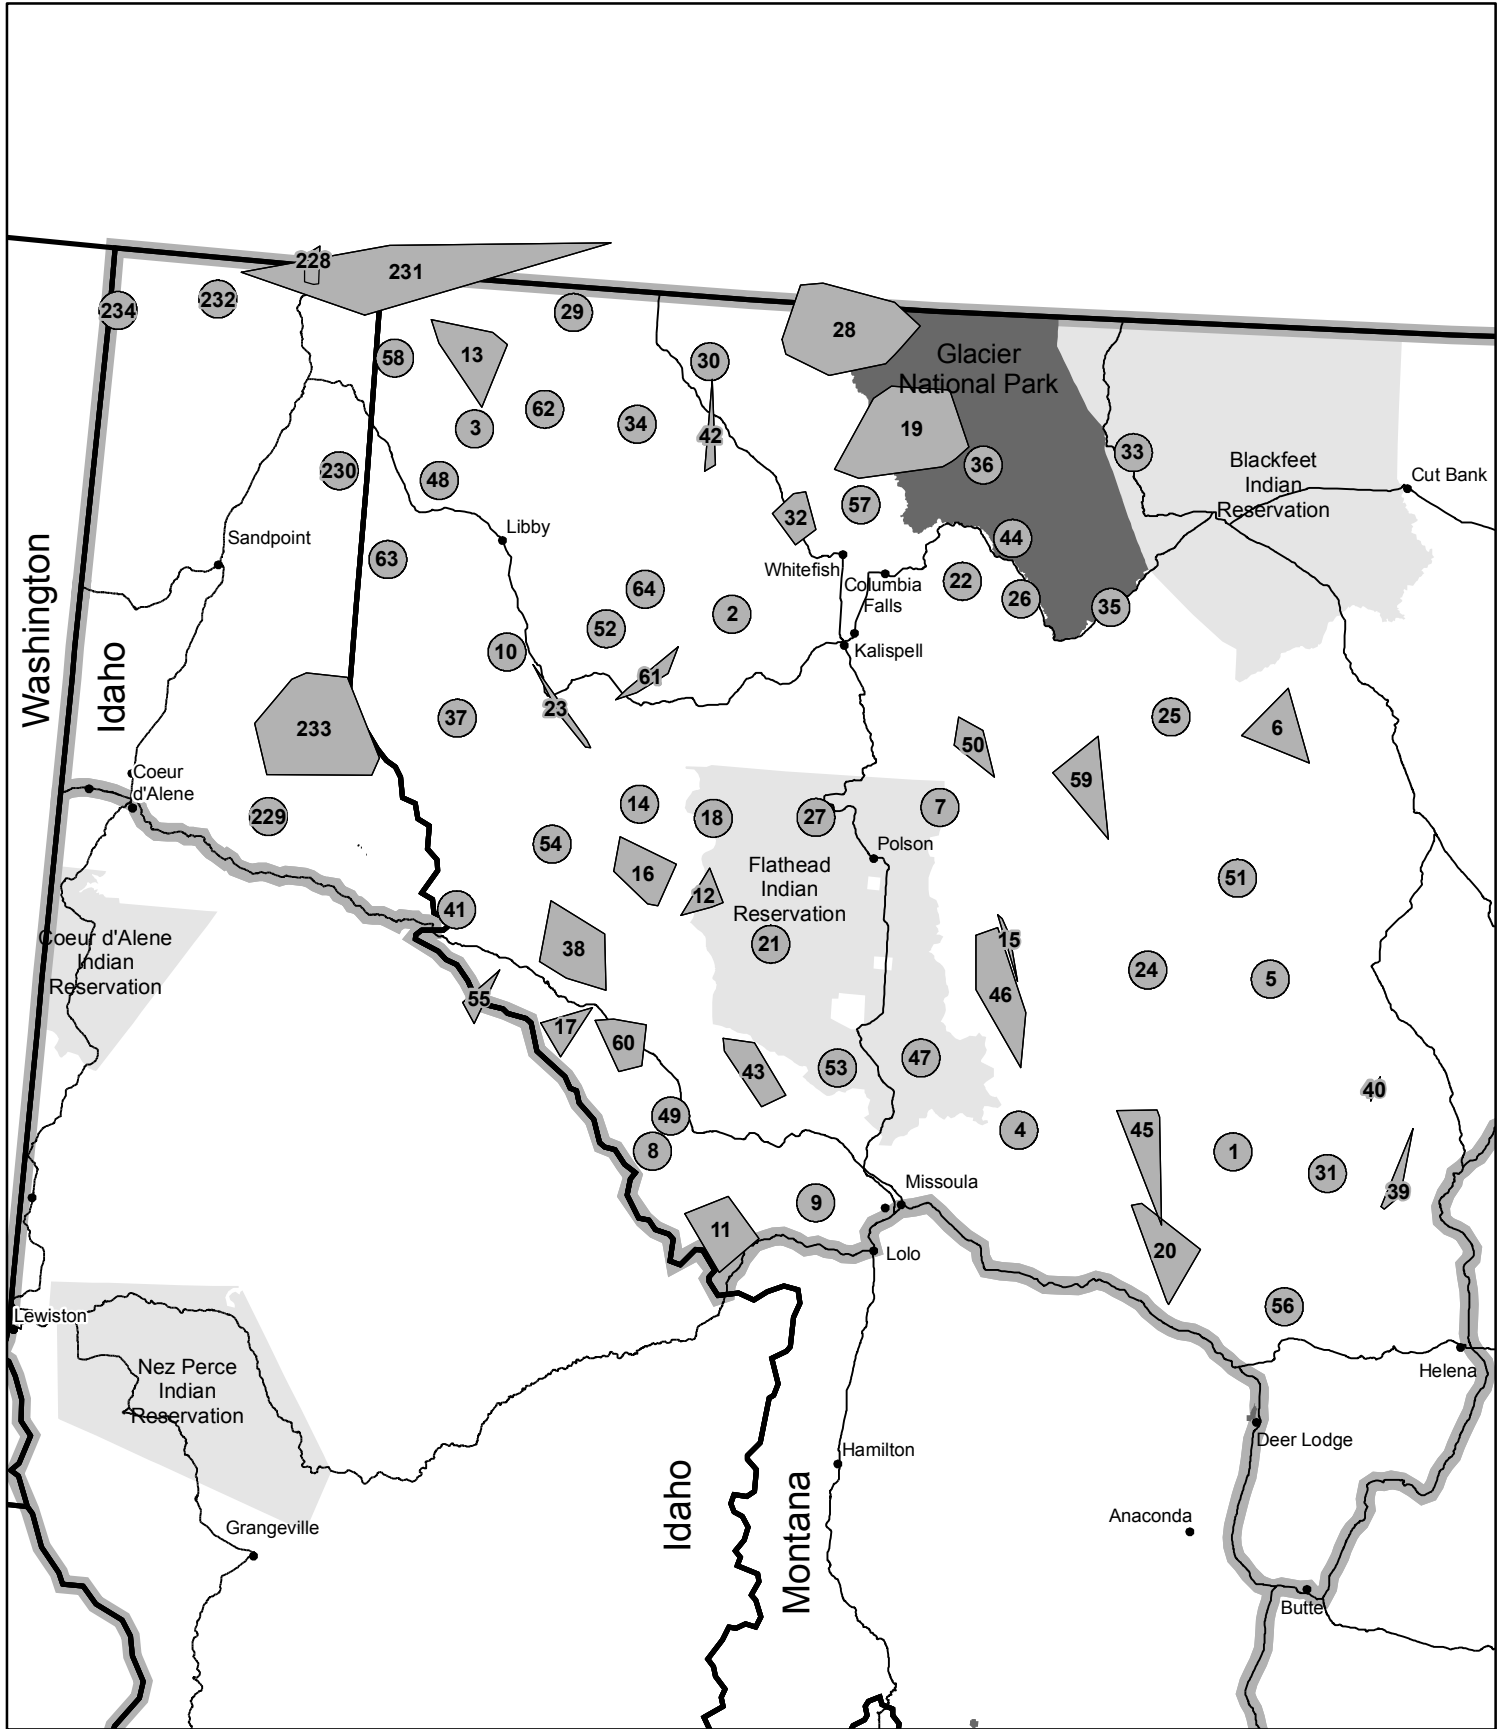 228
231
232
234
29
28
58
13
30
Glacier
National Park
62
3
34
42
19
36
33
Blackfeet
Indian
Reservation
Cut Bank
230
48
32
57
Libby
Sandpoint
44
63
Whitefish
Columbia
Falls
22
64
26
35
2
52
Kalispell
10
61
Washington
Idaho
23
37
233
50
25
6
59
Coeur
d'Alene
229
14
18
27
7
54
Polson
16
12
Flathead
Indian
Reservation
51
41
38
21
15
Coeur d'Alene
Indian
Reservation
24
5
55
46
17
60
43
53
47
40
49
8
4
45
1
31
39
Missoula
9
11
Lolo
20
56
Lewiston
Nez Perce
Indian
Reservation
Helena
Deer Lodge
Hamilton
Idaho
Montana
Anaconda
Grangeville
Butte